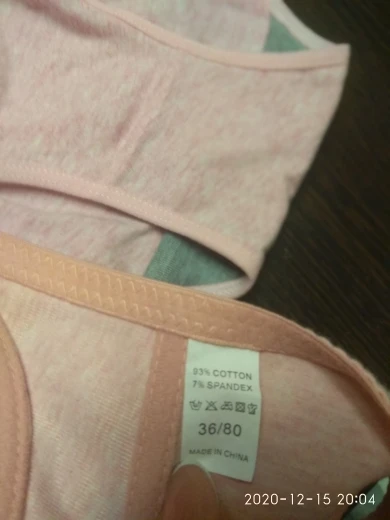 93% COTTON
7% SPANDEX
36/80
MADE IN CHINA
2020-12-15 20:04